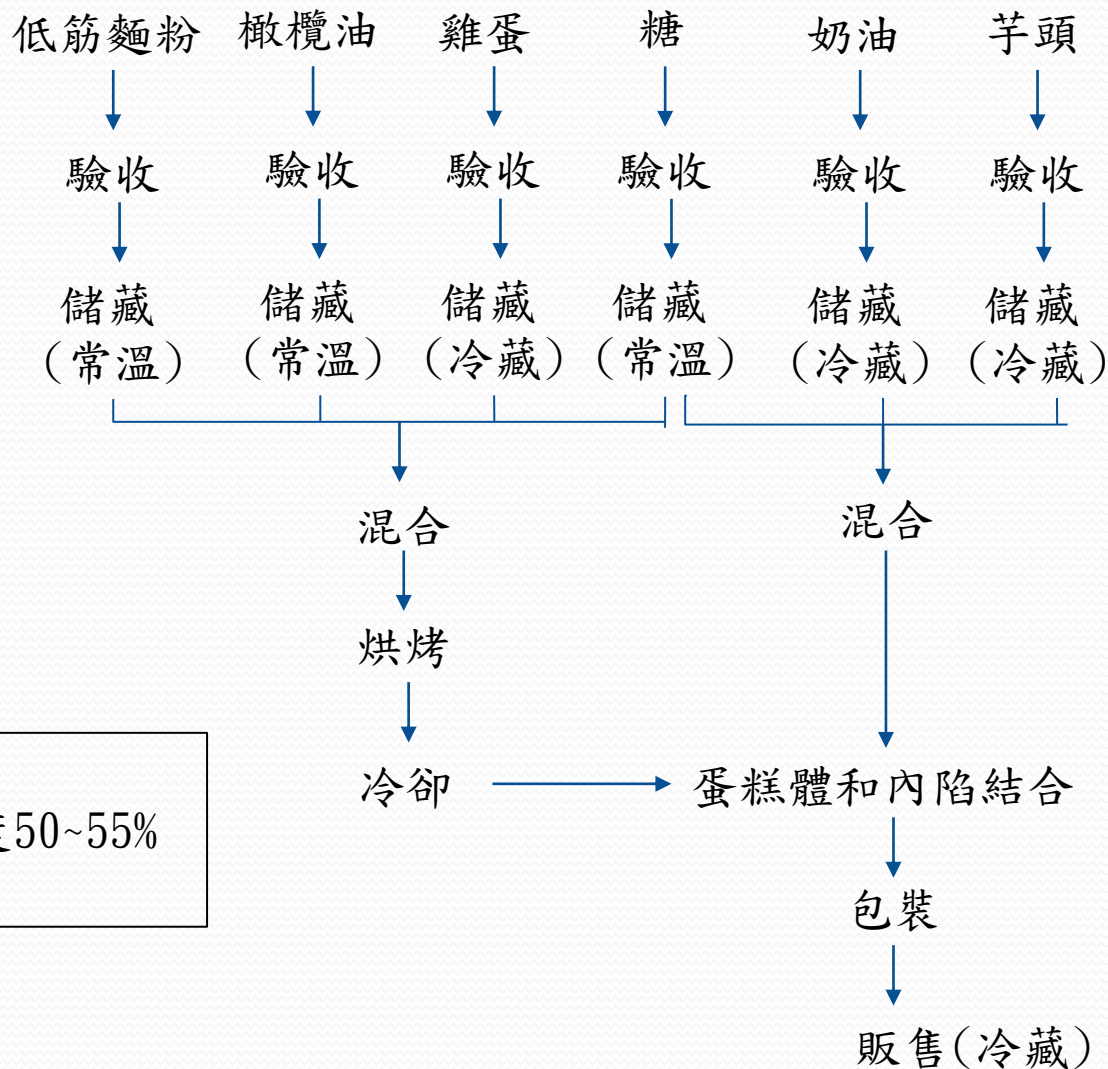 低筋麵粉 橄欖油 雞蛋 糖 奶油 芋頭
驗收 驗收 驗收 驗收 驗收 驗收
儲藏 儲藏 儲藏 儲藏 儲藏 儲藏
(常溫) (常溫) (冷藏) (常溫) (冷藏) (冷藏)
混合 混合
烘烤
冷卻 蛋糕體和內陷結合
50~55%
包裝
販售(冷藏)